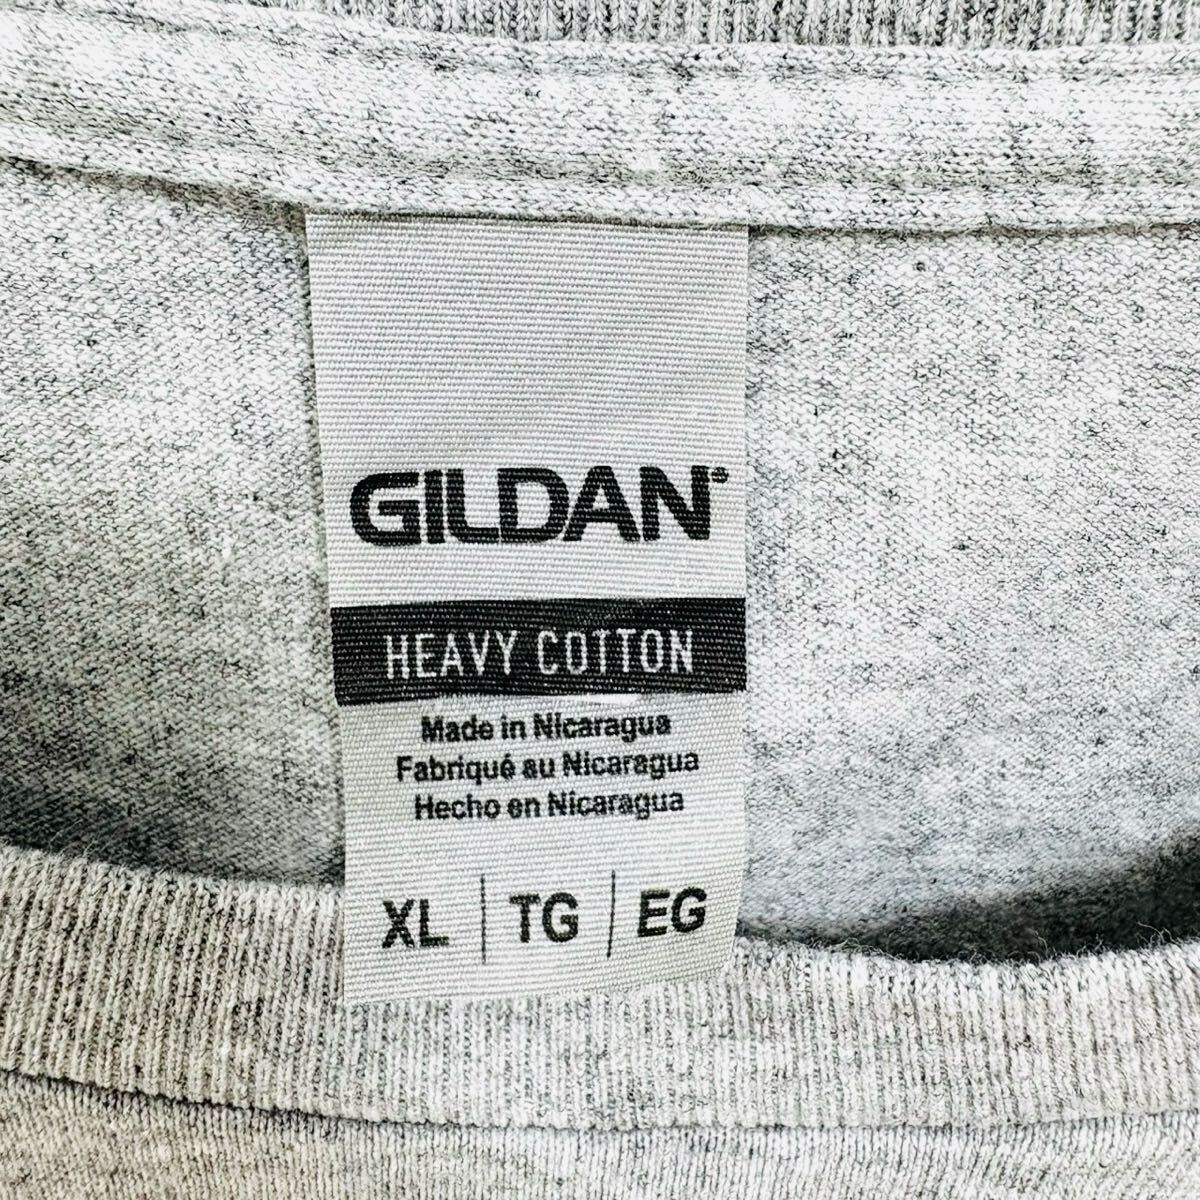 GILDAN®
HEAVY COTTON
Made in Nicaragua
Fabriqué au Nicaragua
Hecho en Nicaragua
XL | TG | EG